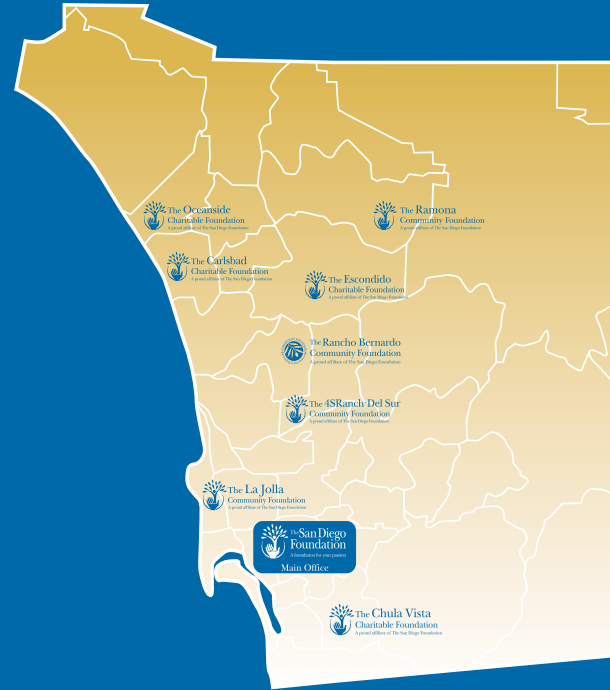 The Oceanside
Charitable Foundation
A proud affiliate of The San Diego Foundation
The Ramona
Community Foundation
A proud affiliate of The San Diego Foundation
The Carlsbad
Charitable Foundation
A proud affiliate of The San Diego Foundation
The Escondido
Charitable Foundation
A proud affiliate of The San Diego Foundation
The Rancho Bernardo
Community Foundation
A proud affiliate of The San Diego Foundation
The 4SRanch-Del Sur
Community Foundation
A proud affiliate of The San Diego Foundation
The La Jolla
Community Foundation
A proud affiliate of The San Diego Foundation
The San Diego
Foundation
A foundation for your passion
Main Office
The Chula Vista
Charitable Foundation
A proud affiliate of The San Diego Foundation